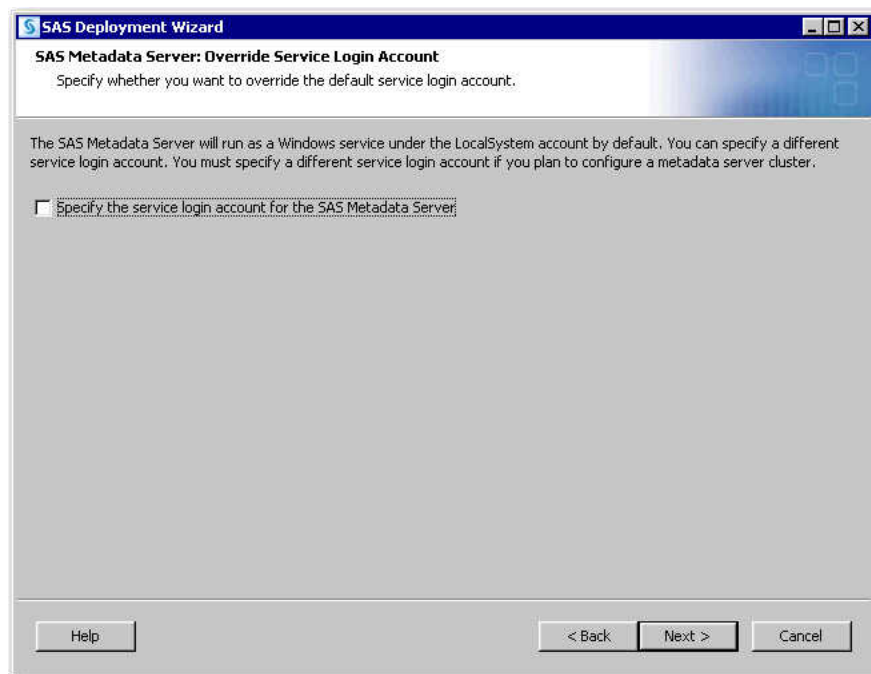 SAS Deployment Wizard
SAS Metadata Server: Override Service Login Account
Specify whether you want to override the default service login account.
The SAS Metadata Server will run as a Windows service under the LocalSystem account by default. You can specify a different
service login account. You must specify a different service login account if you plan to configure a metadata server cluster.
Specify the service login account for the SAS Metadata Server
Help
< Back
Next >
Cancel